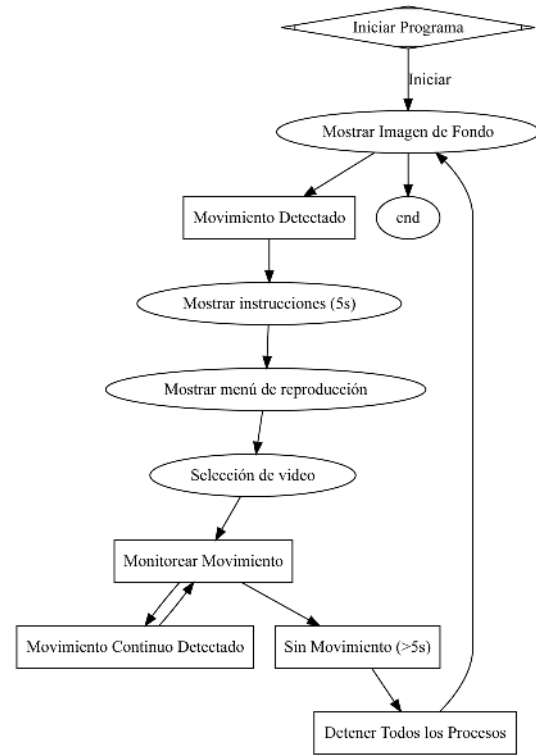 Iniciar Programa
Iniciar
Mostrar Imagen de Fondo
Movimiento Detectado
end
Mostrar instrucciones (5s)
Mostrar menú de reproducción
Selección de video
Monitorear Movimiento
Movimiento Continuo Detectado
Sin Movimiento (>5s)
Detener Todos los Procesos